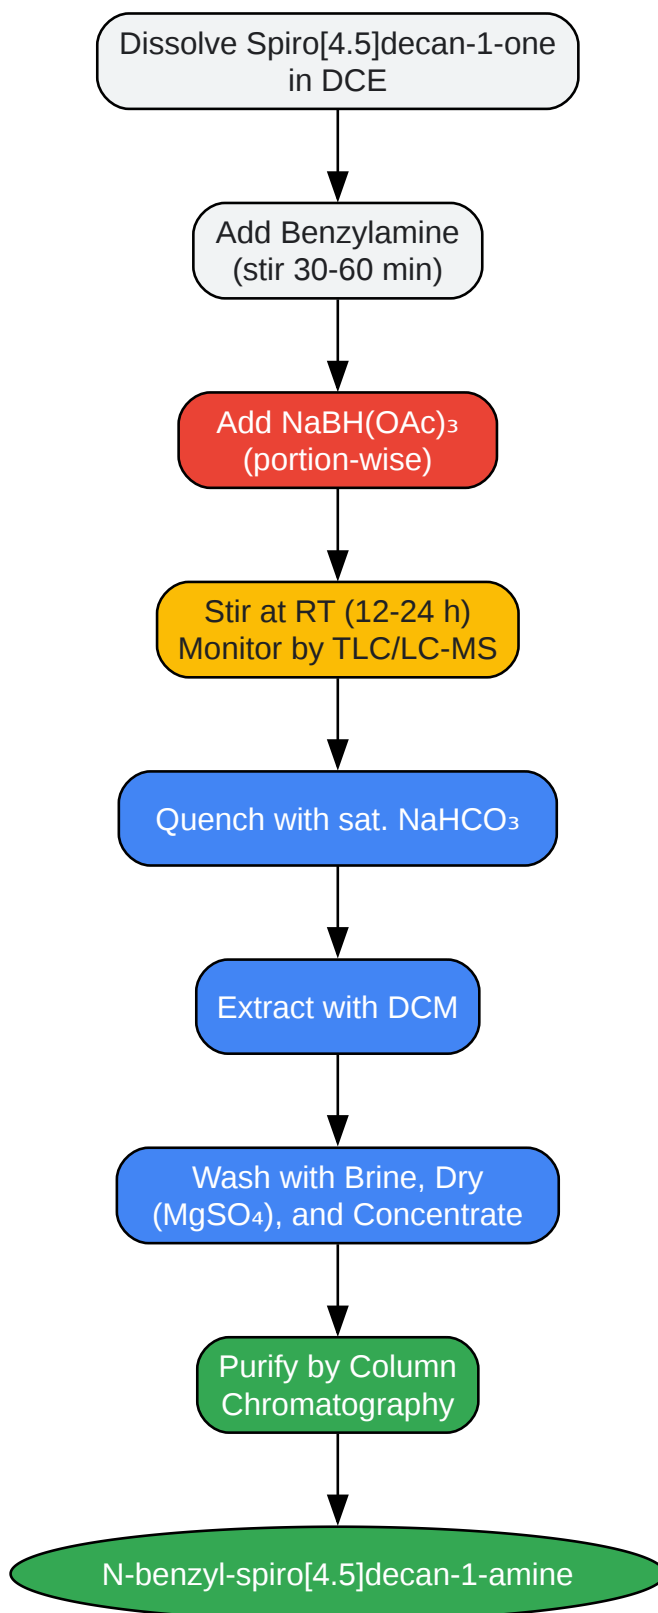 Dissolve Spiro[4.5]decan-1-one
in DCE
Add Benzylamine
(stir 30-60 min)
Add NaBH(OAc)₃
(portion-wise)
Stir at RT (12-24 h)
Monitor by TLC/LC-MS
Quench with sat. NaHCO₃
Extract with DCM
Wash with Brine, Dry
(MgSO₄), and Concentrate
Purify by Column
Chromatography
N-benzyl-spiro[4.5]decan-1-amine